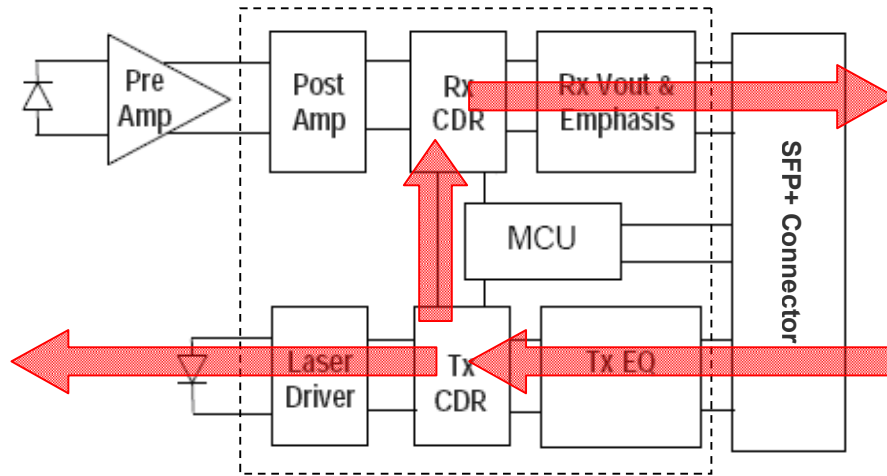 Pre
Amp
Post
Amp
Rx
CDR
Rx Vout &
Emphasis
SFP+ Connector
MCU
Laser
Driver
Tx
CDR
Tx EQ